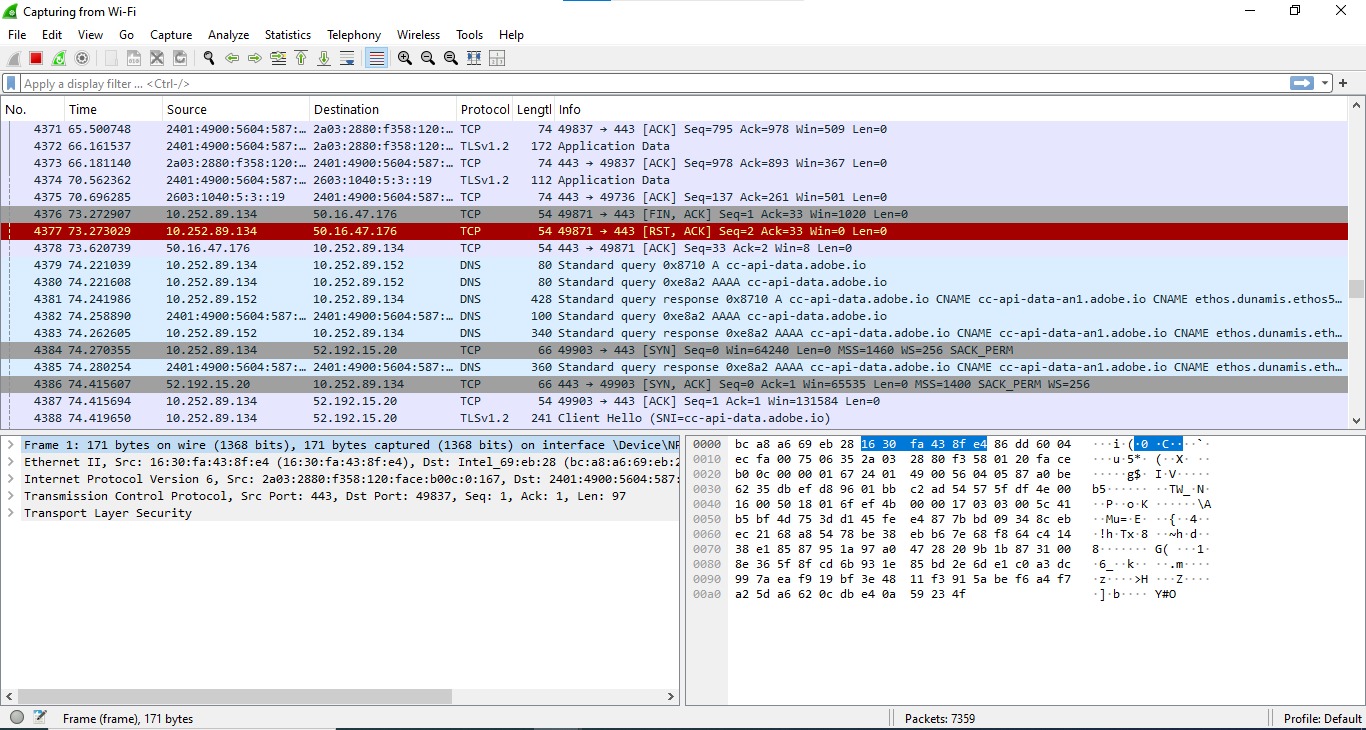 Capturing from Wi-Fi
File Edit View Go Capture Analyze Statistics Telephony Wireless Tools Help
Apply a display filter ... <Ctrl-/>
No. Time Source Destination Protocol Lengtl Info
4371 65.500748 2401:4900:5604:587:… 2a03:2880:f358:120:… TCP 74 49837 → 443 [ACK] Seq=795 Ack=978 Win=509 Len=0
4372 66.161537 2401:4900:5604:587:… 2a03:2880:f358:120:… TLSv1.2 172 Application Data
4373 66.181140 2a03:2880:f358:120:… 2401:4900:5604:587:… TCP 74 443 → 49837 [ACK] Seq=978 Ack=893 Win=367 Len=0
4374 70.562362 2401:4900:5604:587:… 2603:1040:5:3::19 TLSv1.2 112 Application Data
4375 70.696285 2603:1040:5:3::19 2401:4900:5604:587:… TCP 74 443 → 49736 [ACK] Seq=137 Ack=261 Win=501 Len=0
4376 73.272907 10.252.89.134 50.16.47.176 TCP 54 49871 → 443 [FIN, ACK] Seq=1 Ack=33 Win=1020 Len=0
4377 73.273029 10.252.89.134 50.16.47.176 TCP 54 49871 → 443 [RST, ACK] Seq=2 Ack=33 Win=0 Len=0
4378 73.620739 50.16.47.176 10.252.89.134 TCP 54 443 → 49871 [ACK] Seq=33 Ack=2 Win=8 Len=0
4379 74.221039 10.252.89.134 10.252.89.152 DNS 80 Standard query 0x8710 A cc-api-data.adobe.io
4380 74.221608 10.252.89.134 10.252.89.152 DNS 80 Standard query 0xe8a2 AAAA cc-api-data.adobe.io
4381 74.241986 10.252.89.152 10.252.89.134 DNS 428 Standard query response 0x8710 A cc-api-data.adobe.io CNAME cc-api-data-an1.adobe.io CNAME ethos.dunamis.ethos5…
4382 74.258890 2401:4900:5604:587:… 2401:4900:5604:587:… DNS 100 Standard query 0xe8a2 AAAA cc-api-data.adobe.io
4383 74.262605 10.252.89.152 10.252.89.134 DNS 340 Standard query response 0xe8a2 AAAA cc-api-data.adobe.io CNAME cc-api-data-an1.adobe.io CNAME ethos.dunamis.eth…
4384 74.270355 10.252.89.134 52.192.15.20 TCP 66 49903 → 443 [SYN] Seq=0 Win=64240 Len=0 MSS=1460 WS=256 SACK_PERM
4385 74.280254 2401:4900:5604:587:… 2401:4900:5604:587:… DNS 360 Standard query response 0xe8a2 AAAA cc-api-data.adobe.io CNAME cc-api-data-an1.adobe.io CNAME ethos.dunamis.eth…
4386 74.415607 52.192.15.20 10.252.89.134 TCP 66 443 → 49903 [SYN, ACK] Seq=0 Ack=1 Win=65535 Len=0 MSS=1400 SACK_PERM WS=256
4387 74.415694 10.252.89.134 52.192.15.20 TCP 54 49903 → 443 [ACK] Seq=1 Ack=1 Win=131584 Len=0
4388 74.419650 10.252.89.134 52.192.15.20 TLSv1.2 241 Client Hello (SNI=cc-api-data.adobe.io)
Frame 1: 171 bytes on wire (1368 bits), 171 bytes captured (1368 bits) on interface \Device\NP
Ethernet II, Src: 16:30:fa:43:8f:e4 (16:30:fa:43:8f:e4), Dst: Intel_69:eb:28 (bc:a8:a6:69:eb:2
Internet Protocol Version 6, Src: 2a03:2880:f358:120:face:b00c:0:167, Dst: 2401:4900:5604:587:
Transmission Control Protocol, Src Port: 443, Dst Port: 49837, Seq: 1, Ack: 1, Len: 97
Transport Layer Security
0000 bc a8 a6 69 eb 28 16 30 fa 43 8f e4 86 dd 60 04 ···i·(·0 ·C····`·
0010 ec fa 00 75 06 35 2a 03 28 80 f3 58 01 20 fa ce ···u·5*· (··X· ··
0020 b0 0c 00 00 01 67 24 01 49 00 56 04 05 87 a0 be ·····g$· I·V·····
0030 62 35 db ef d8 96 01 bb c2 ad 54 57 5f df 4e 00 b5······ ··TW_·N·
0040 16 00 50 18 01 6f ef 4b 00 00 17 03 03 00 5c 41 ··P··o·K ······\A
0050 b5 bf 4d 75 3d d1 45 fe e4 87 7b bd 09 34 8c eb ··Mu=·E· ··{··4··
0060 ec 21 68 a8 54 78 be 38 eb b6 7e 68 f8 64 c4 14 ·!h·Tx·8 ··~h·d··
0070 38 e1 85 87 95 1a 97 a0 47 28 20 9b 1b 87 31 00 8······· G( ···1·
0080 8e 36 5f 8f cd 6b 93 1e 85 bd 2e 6d e1 c0 a3 dc ·6_··k·· ··.m····
0090 99 7a ea f9 19 bf 3e 48 11 f3 91 5a be f6 a4 f7 ·z····>H ···Z····
00a0 a2 5d a6 62 0c db e4 0a 59 23 4f ·]·b···· Y#O
Frame (frame), 171 bytes Packets: 7359 Profile: Default